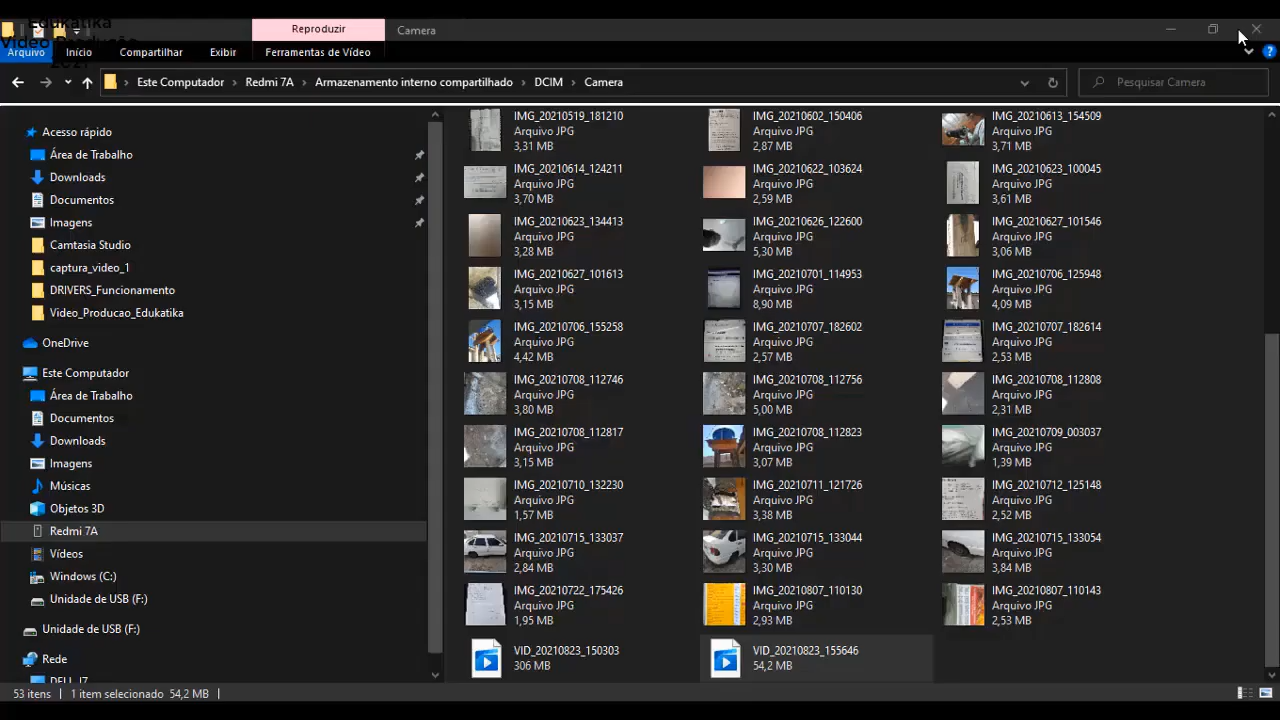 Edukatika
Video Produção
2021
Reproduzir
Camera
Arquivo
Início
Compartilhar
Exibir
Ferramentas de Vídeo
?
Este Computador > Redmi 7A > Armazenamento interno compartilhado > DCIM > Camera
Pesquisar Camera
Acesso rápido
Área de Trabalho
Downloads
Documentos
Imagens
Camtasia Studio
captura_video_1
DRIVERS_Funcionamento
Video_Producao_Edukatika
OneDrive
Este Computador
Área de Trabalho
Documentos
Downloads
Imagens
Músicas
Objetos 3D
Redmi 7A
Vídeos
Windows (C:)
Unidade de USB (F:)
Unidade de USB (F:)
Rede
DELL_I7
IMG_20210519_181210
Arquivo JPG
3,31 MB
IMG_20210602_150406
Arquivo JPG
2,87 MB
IMG_20210613_154509
Arquivo JPG
3,71 MB
IMG_20210614_124211
Arquivo JPG
3,70 MB
IMG_20210622_103624
Arquivo JPG
2,59 MB
IMG_20210623_100045
Arquivo JPG
3,61 MB
IMG_20210623_134413
Arquivo JPG
3,28 MB
IMG_20210626_122600
Arquivo JPG
5,30 MB
IMG_20210627_101546
Arquivo JPG
3,06 MB
IMG_20210627_101613
Arquivo JPG
3,15 MB
IMG_20210701_114953
Arquivo JPG
8,90 MB
IMG_20210706_125948
Arquivo JPG
4,09 MB
IMG_20210706_155258
Arquivo JPG
4,42 MB
IMG_20210707_182602
Arquivo JPG
2,57 MB
IMG_20210707_182614
Arquivo JPG
2,53 MB
IMG_20210708_112746
Arquivo JPG
3,80 MB
IMG_20210708_112756
Arquivo JPG
5,00 MB
IMG_20210708_112808
Arquivo JPG
2,31 MB
IMG_20210708_112817
Arquivo JPG
3,15 MB
IMG_20210708_112823
Arquivo JPG
3,07 MB
IMG_20210709_003037
Arquivo JPG
1,39 MB
IMG_20210710_132230
Arquivo JPG
1,57 MB
IMG_20210711_121726
Arquivo JPG
3,38 MB
IMG_20210712_125148
Arquivo JPG
2,52 MB
IMG_20210715_133037
Arquivo JPG
2,84 MB
IMG_20210715_133044
Arquivo JPG
3,30 MB
IMG_20210715_133054
Arquivo JPG
3,84 MB
IMG_20210722_175426
Arquivo JPG
1,95 MB
IMG_20210807_110130
Arquivo JPG
2,93 MB
IMG_20210807_110143
Arquivo JPG
2,53 MB
VID_20210823_150303
306 MB
VID_20210823_155646
54,2 MB
53 itens
1 item selecionado 54,2 MB